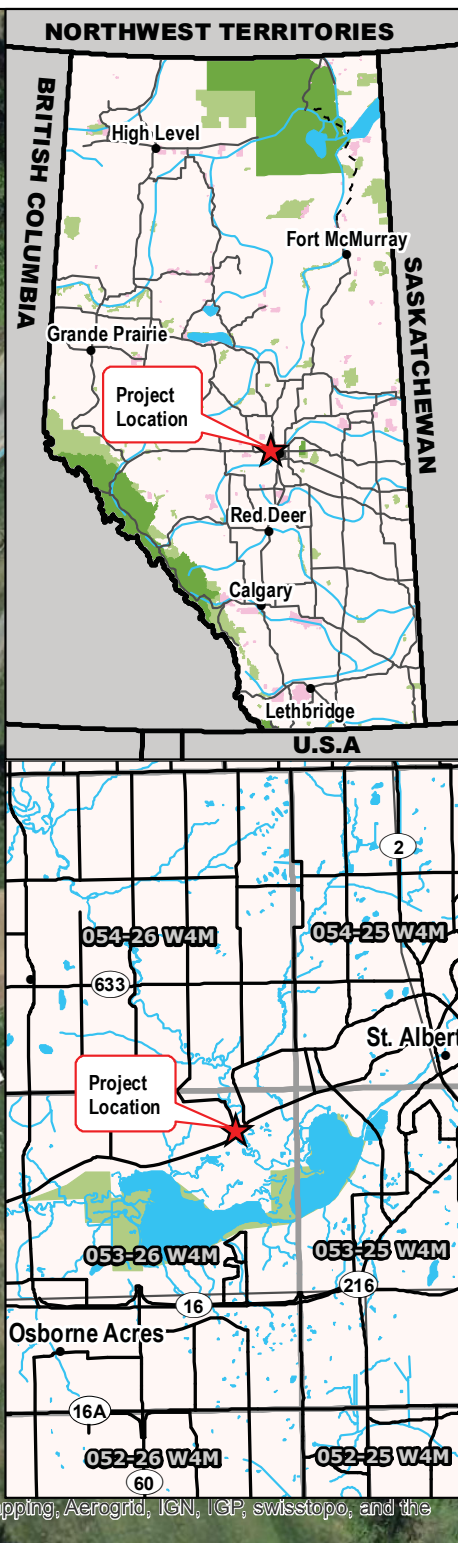 NORTHWEST TERRITORIES
BRITISH COLUMBIA
High Level
Fort McMurray
SASKATCHEWAN
Grande Prairie
Project
Location
Red Deer
Calgary
Lethbridge
U.S.A
2
054-26 W4M
054-25 W4M
633
St. Albert
Project
Location
053-26 W4M
053-25 W4M
216
16
Osborne Acres
16A
052-26 W4M
052-25 W4M
60
pping, Aerogrid, IGN, IGP, swisstopo, and the